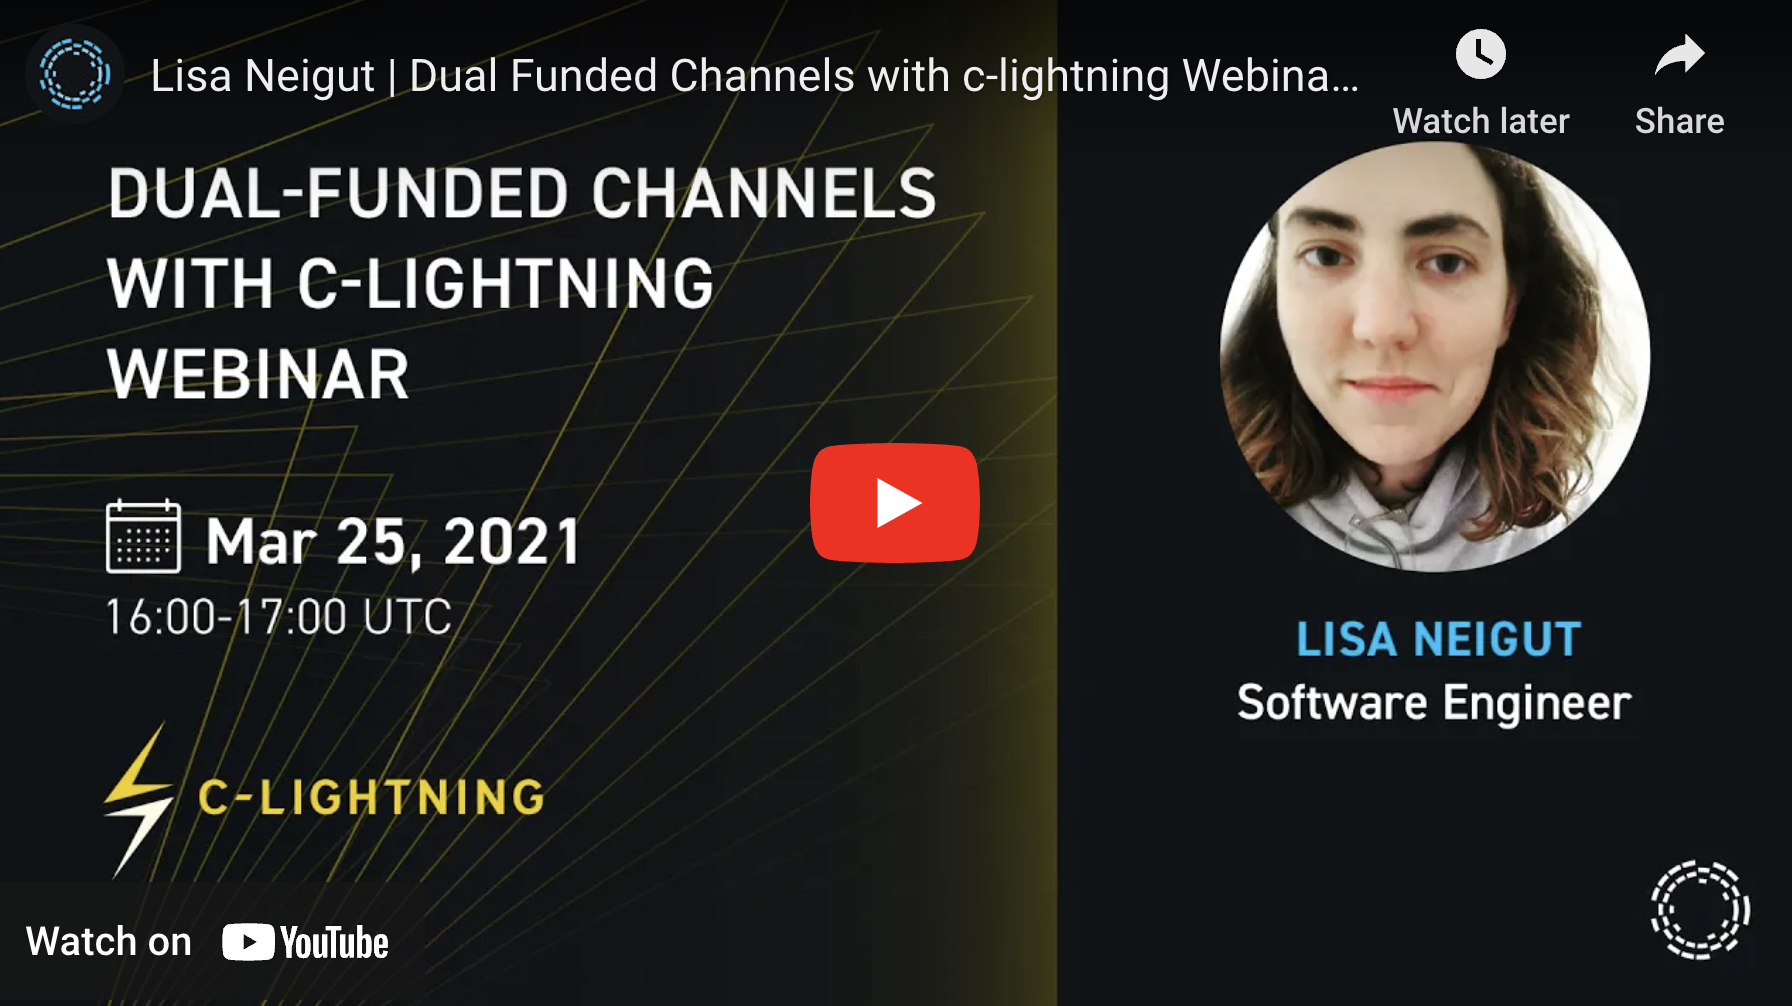 Lisa Neigut | Dual Funded Channels with c-lightning Webina...
Watch later
Share
DUAL-FUNDED CHANNELS
WITH C-LIGHTNING
WEBINAR
Mar 25, 2021
16:00-17:00 UTC
C-LIGHTNING
LISA NEIGUT
Software Engineer
Watch on YouTube